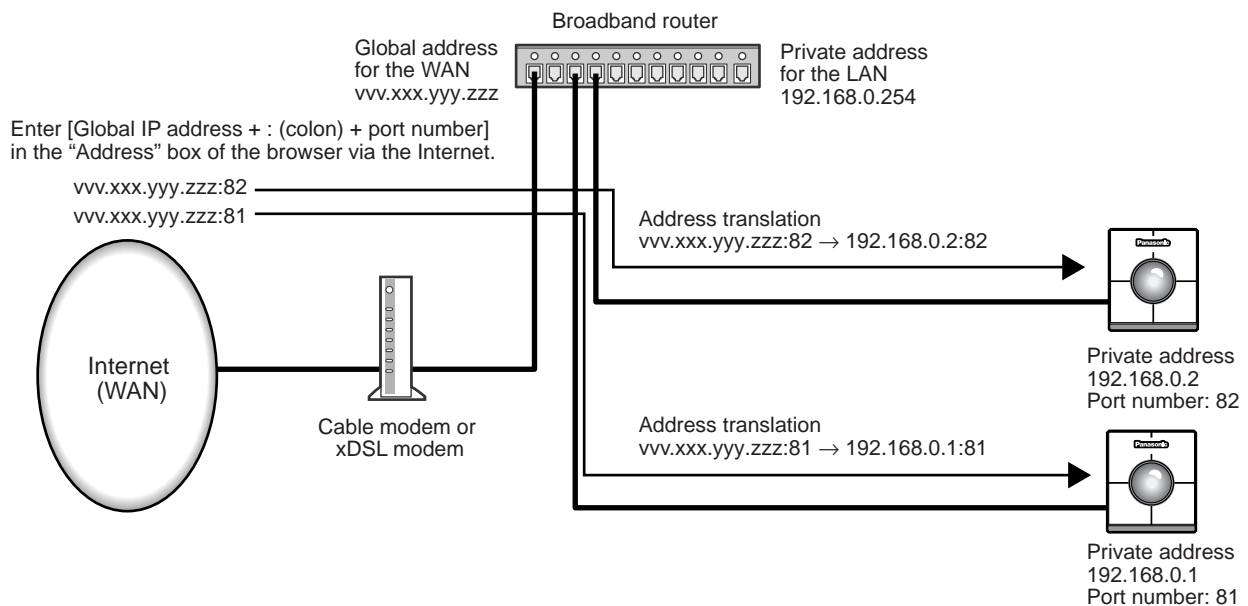 Broadband router
Global address
for the WAN
vvv.xxx.yyy.zzz
Private address
for the LAN
192.168.0.254
Enter [Global IP address + : (colon) + port number]
in the “Address” box of the browser via the Internet.
vvv.xxx.yyy.zzz:82
vvv.xxx.yyy.zzz:81
Address translation
vvv.xxx.yyy.zzz:82 → 192.168.0.2:82
Panasonic
Internet
(WAN)
Cable modem or
xDSL modem
Private address
192.168.0.2
Port number: 82
Address translation
vvv.xxx.yyy.zzz:81 → 192.168.0.1:81
Panasonic
Private address
192.168.0.1
Port number: 81